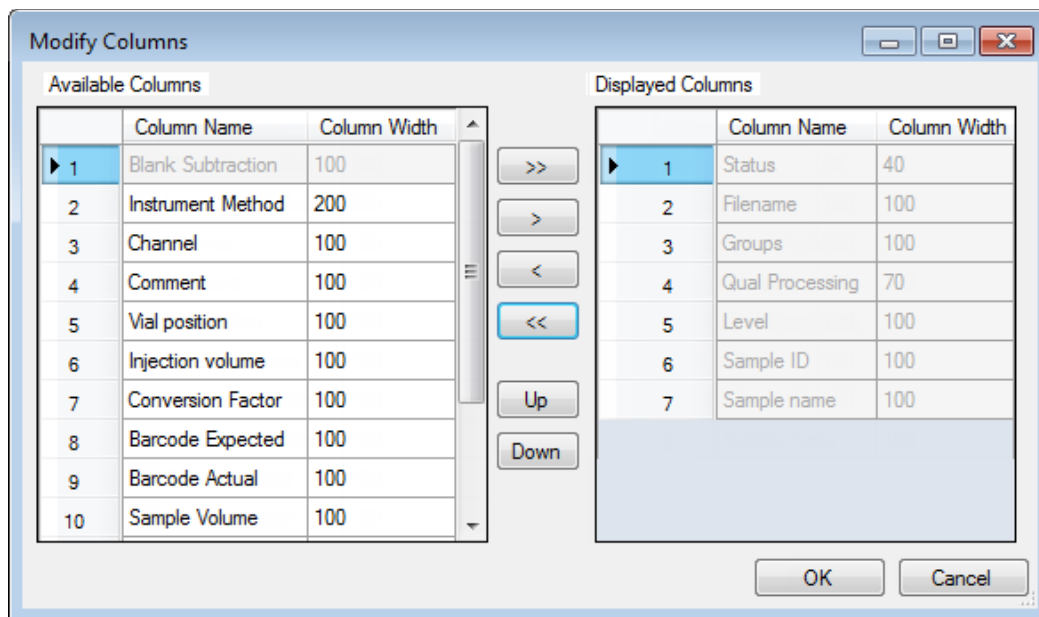 Modify Columns
Available Columns
Column Name Column Width
1 Blank Subtraction 100
2 Instrument Method 200
3 Channel 100
4 Comment 100
5 Vial position 100
6 Injection volume 100
7 Conversion Factor 100
8 Barcode Expected 100
9 Barcode Actual 100
10 Sample Volume 100
>>
>
<
<<
Up
Down
Displayed Columns
Column Name Column Width
1 Status 40
2 Filename 100
3 Groups 100
4 Qual Processing 70
5 Level 100
6 Sample ID 100
7 Sample name 100
OK Cancel